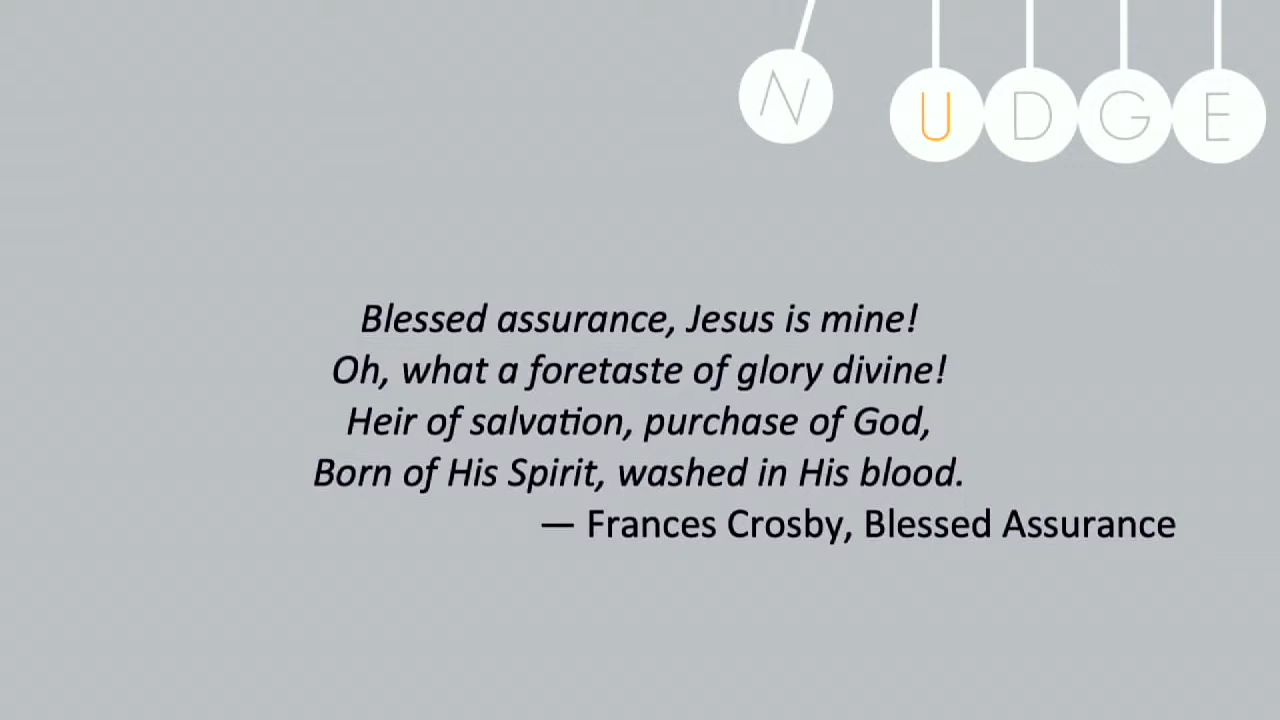 NUDGE
Blessed assurance, Jesus is mine!
Oh, what a foretaste of glory divine!
Heir of salvation, purchase of God,
Born of His Spirit, washed in His blood.
— Frances Crosby, Blessed Assurance